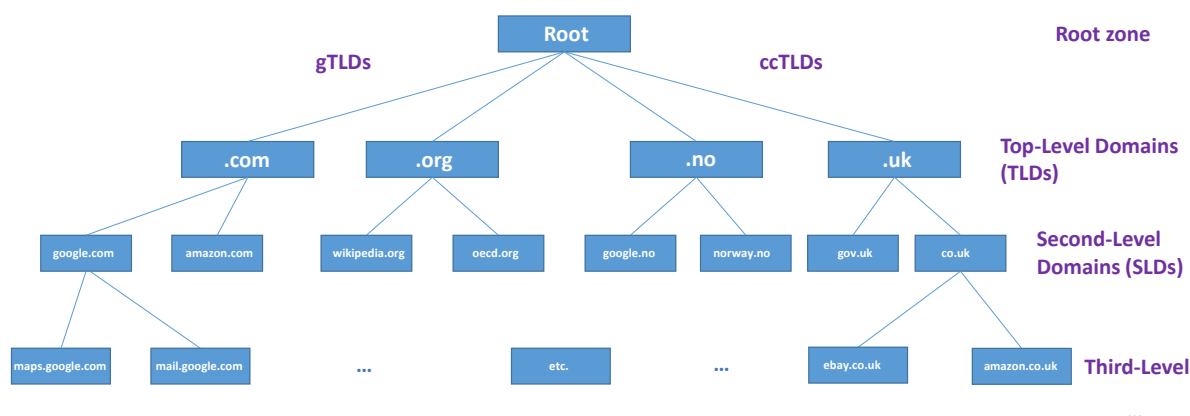 Root
Root zone
gTLDs
ccTLDs
.com
.org
.no
.uk
Top-Level Domains
(TLDs)
google.com
amazon.com
wikipedia.org
oecd.org
google.no
norway.no
gov.uk
co.uk
Second-Level
Domains (SLDs)
maps.google.com
mail.google.com
...
etc.
...
ebay.co.uk
amazon.co.uk
Third-Level